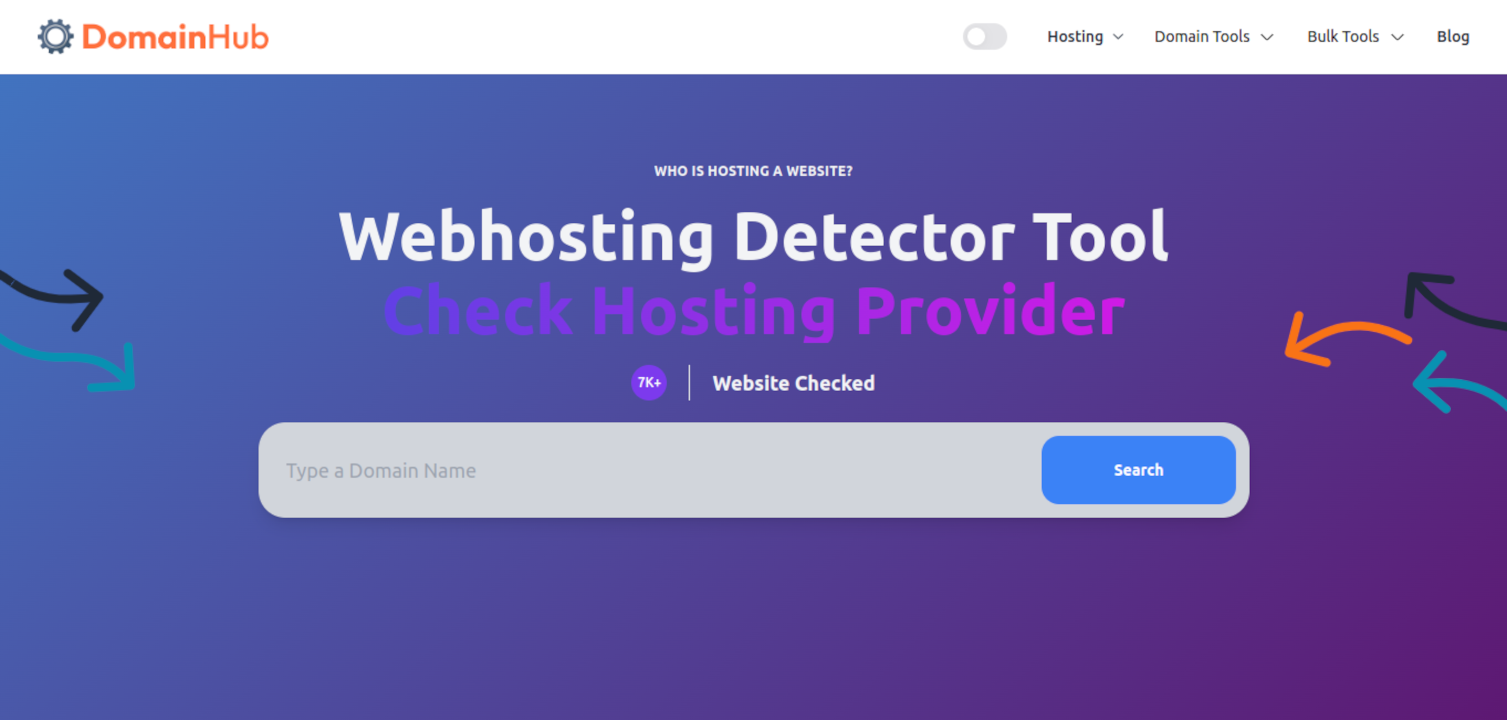 DomainHub
Hosting
Domain Tools
Bulk Tools
Blog
WHO IS HOSTING A WEBSITE?
Webhosting Detector Tool
Check Hosting Provider
7K+
Website Checked
Type a Domain Name
Search